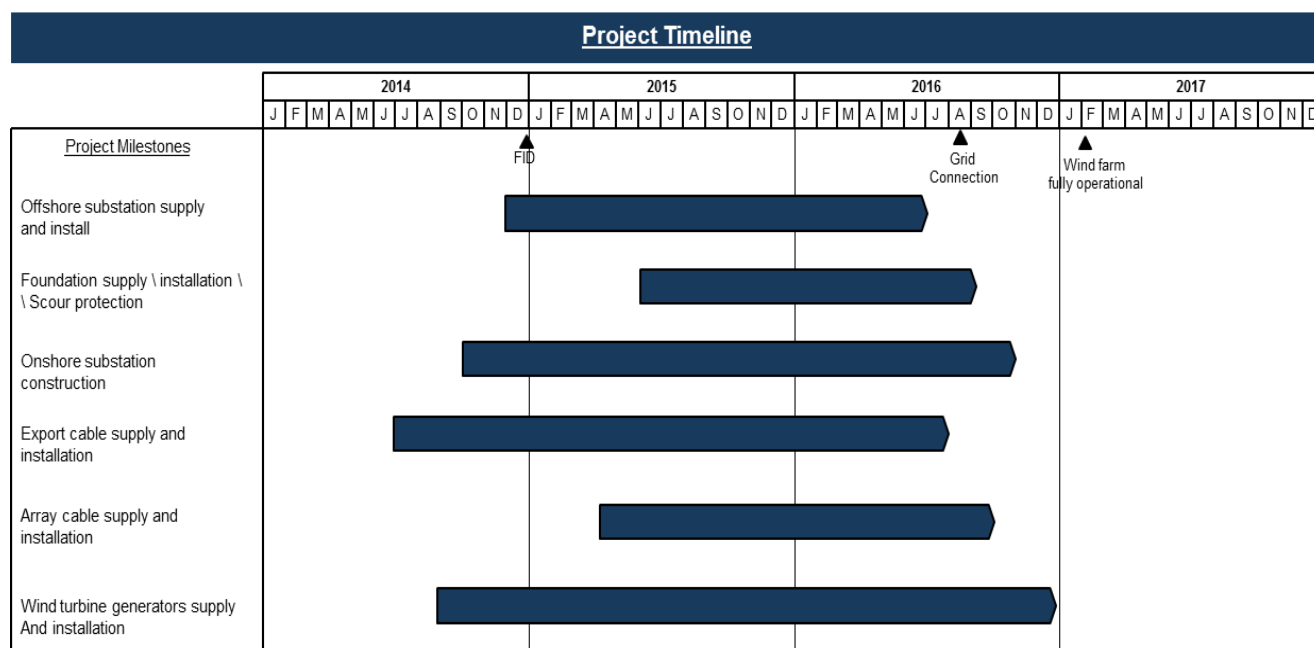 Project Timeline
2014 2015 2016 2017
J F M A M J J A S O N D J F M A M J J A S O N D J F M A M J J A S O N D J F M A M J J A S O N D
Project Milestones
FID
Grid
Connection
Wind farm
fully operational
Offshore substation supply
and install
Foundation supply \ installation \
\ Scour protection
Onshore substation
construction
Export cable supply and
installation
Array cable supply and
installation
Wind turbine generators supply
And installation